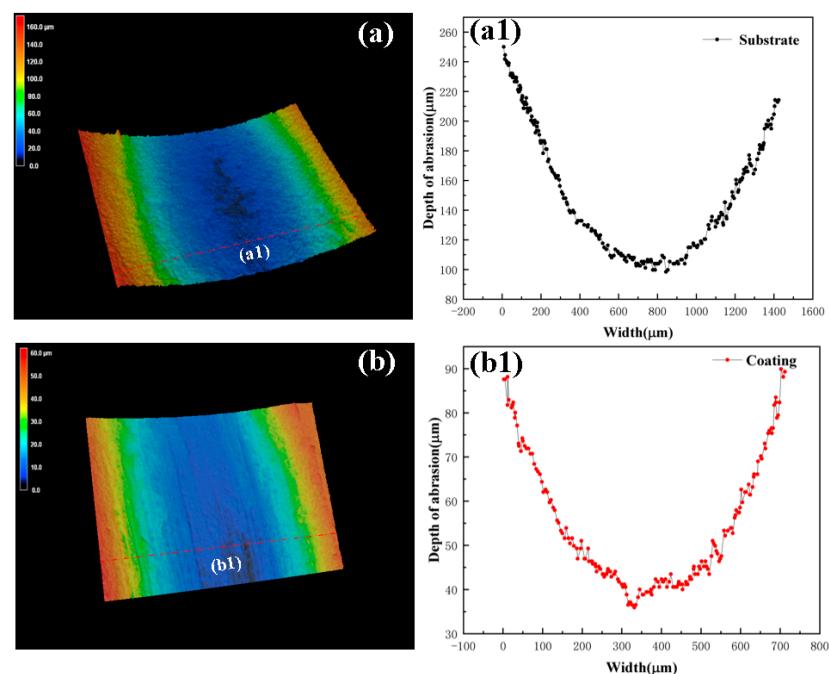 (a)
160.0 μm
140.0
120.0
100.0
80.0
60.0
40.0
20.0
0.0
(a1)
(a1)
Substrate
Depth of abrasion(μm)
260
240
220
200
180
160
140
120
100
80
-200 0 200 400 600 800 1000 1200 1400 1600
Width(μm)
(b)
60.0 μm
50.0
40.0
30.0
20.0
10.0
0.0
(b1)
(b1)
Coating
Depth of abrasion(μm)
90
80
70
60
50
40
30
-100 0 100 200 300 400 500 600 700 800
Width(μm)